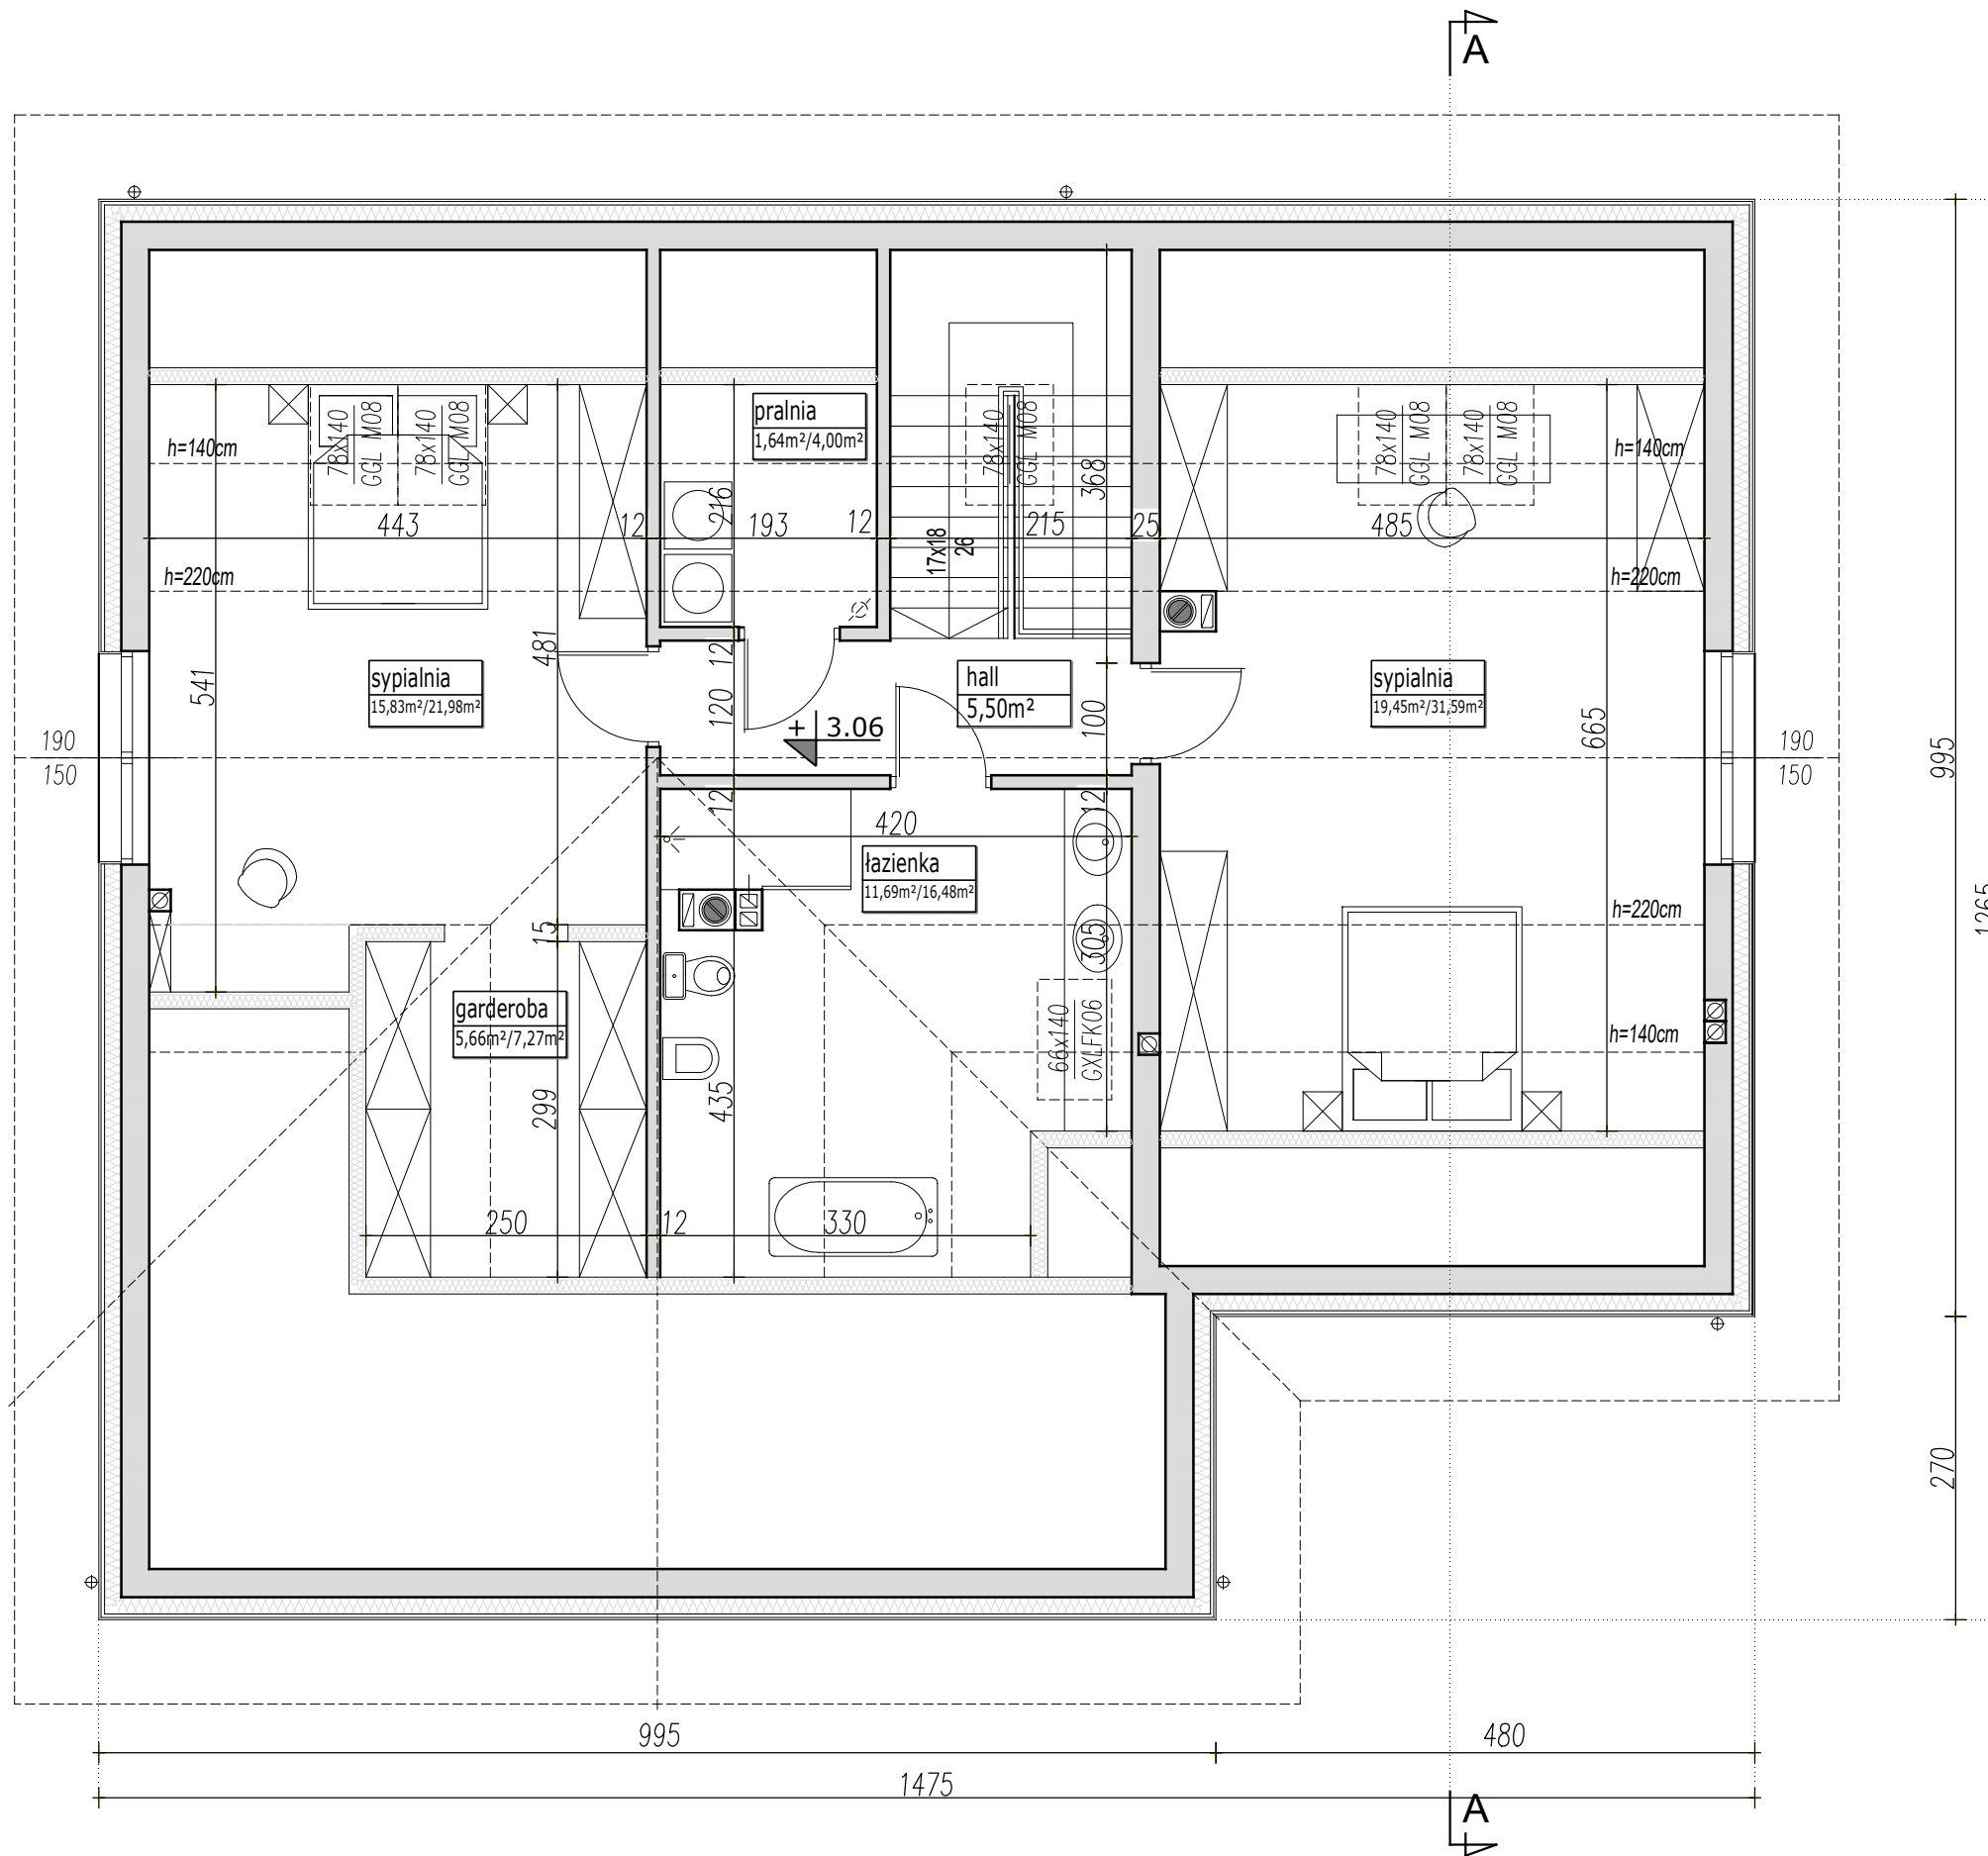 A
pralnia
1,64m²/4,00m²
78x140
GGL M08
78x140
GGL M08
78x140
GGL M08
78x140
GGL M08
78x140
GGL M08
h=140cm
h=140cm
368
216
443
12
193
12
215
25
485
17x18
26
h=220cm
h=220cm
541
481
12
120
sypialnia
15,83m²/21,98m²
hall
5,50m²
sypialnia
19,45m²/31,59m²
100
665
+ 3.06
190
150
190
150
995
1265
12
12
420
łazienka
11,69m²/16,48m²
h=220cm
15
305
garderoba
5,66m²/7,27m²
66x140
GXLFK06
h=140cm
299
435
250
12
330
270
995
480
1475
A